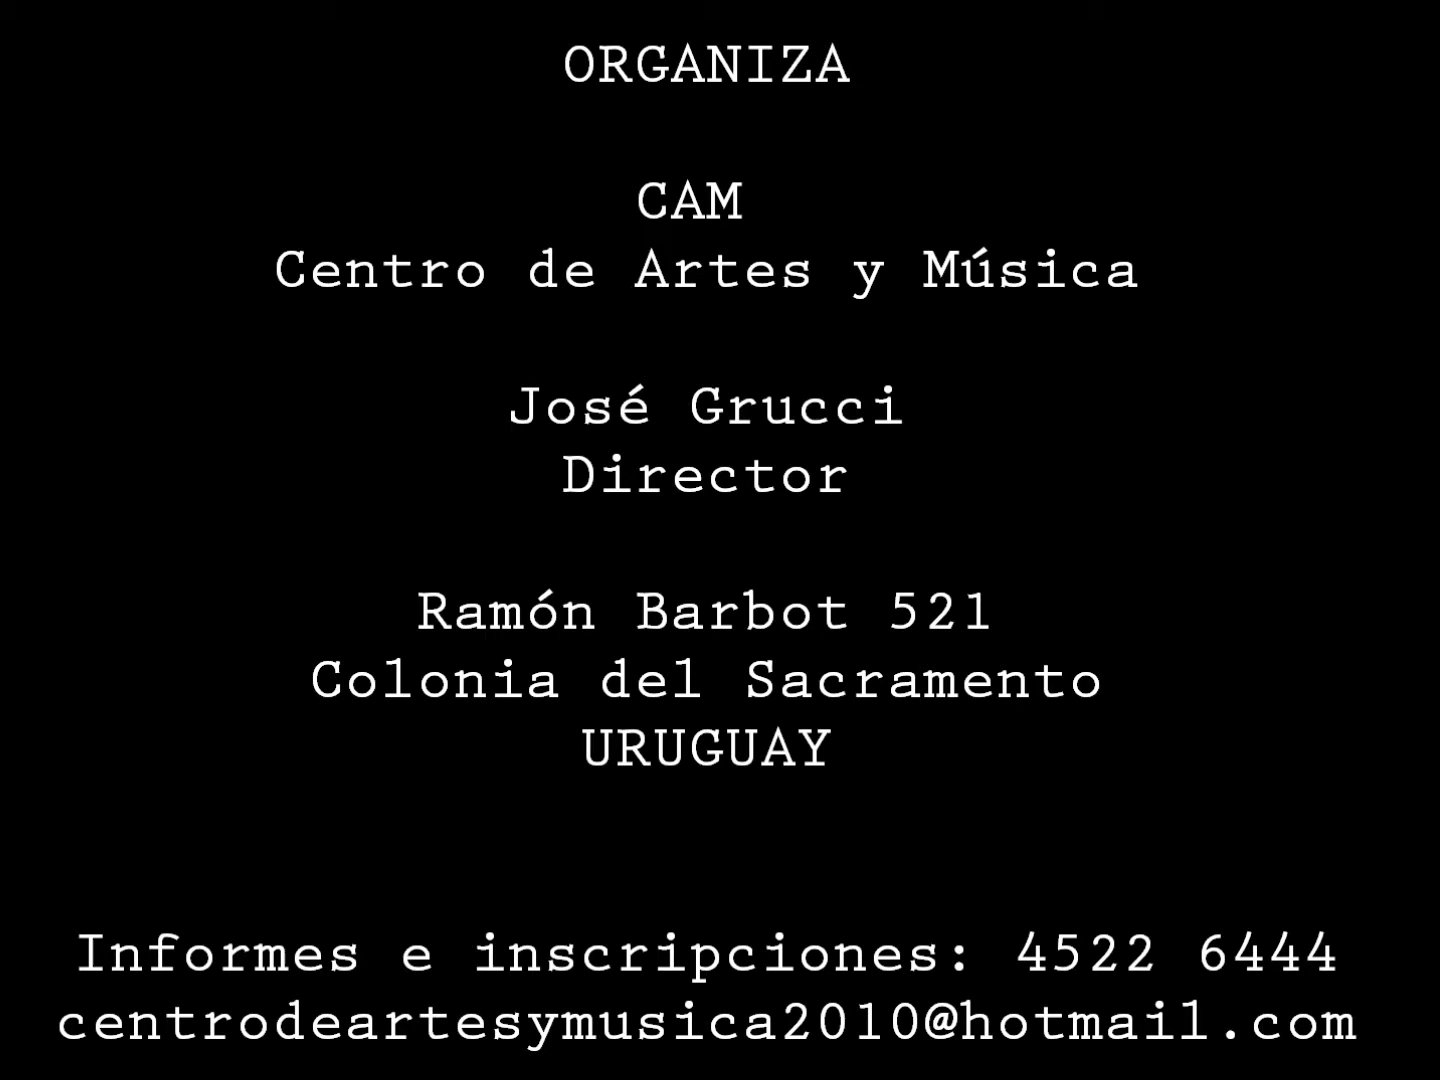 ORGANIZA
CAM
Centro de Artes y Música
José Grucci
Director
Ramón Barbot 521
Colonia del Sacramento
URUGUAY
Informes e inscripciones: 4522 6444
centrodeartesymusica2010@hotmail.com